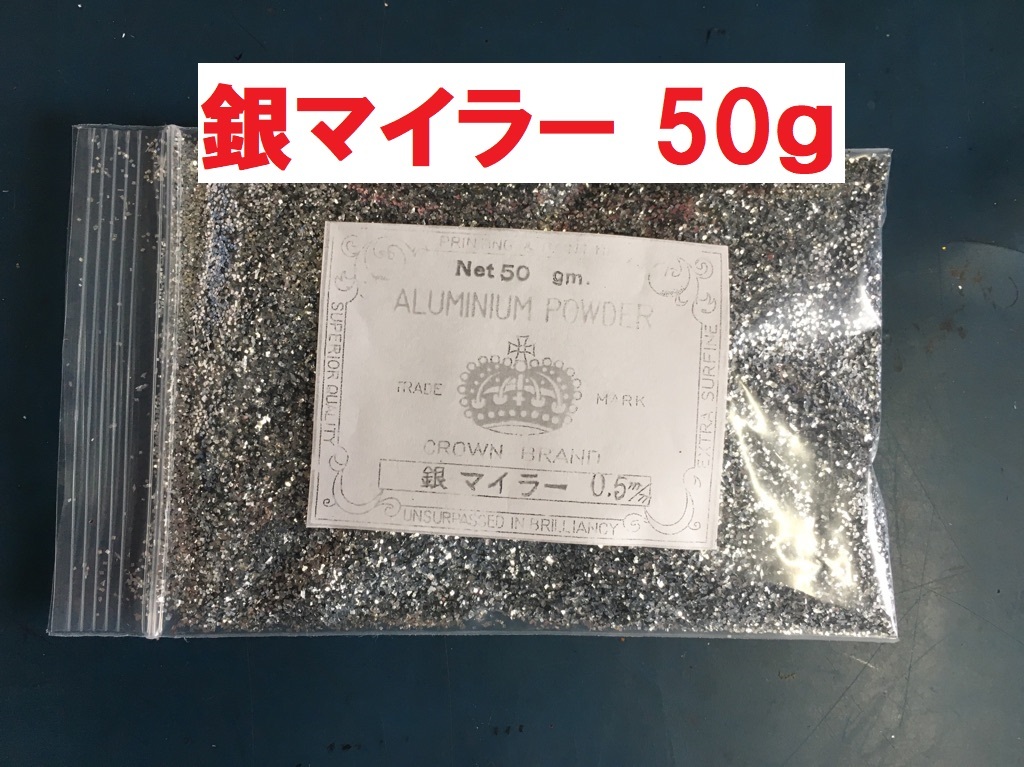 銀マイラー 50g
PRINTING &
Net 50 gm.
ALUMINIUM POWDER
SUPERIOR QUALITY
EXTRA SURFINE
TRADE MARK
CROWN BRAND
銀 マイラー 0.5m/m
UNSURPASSED IN BRILLIANCY